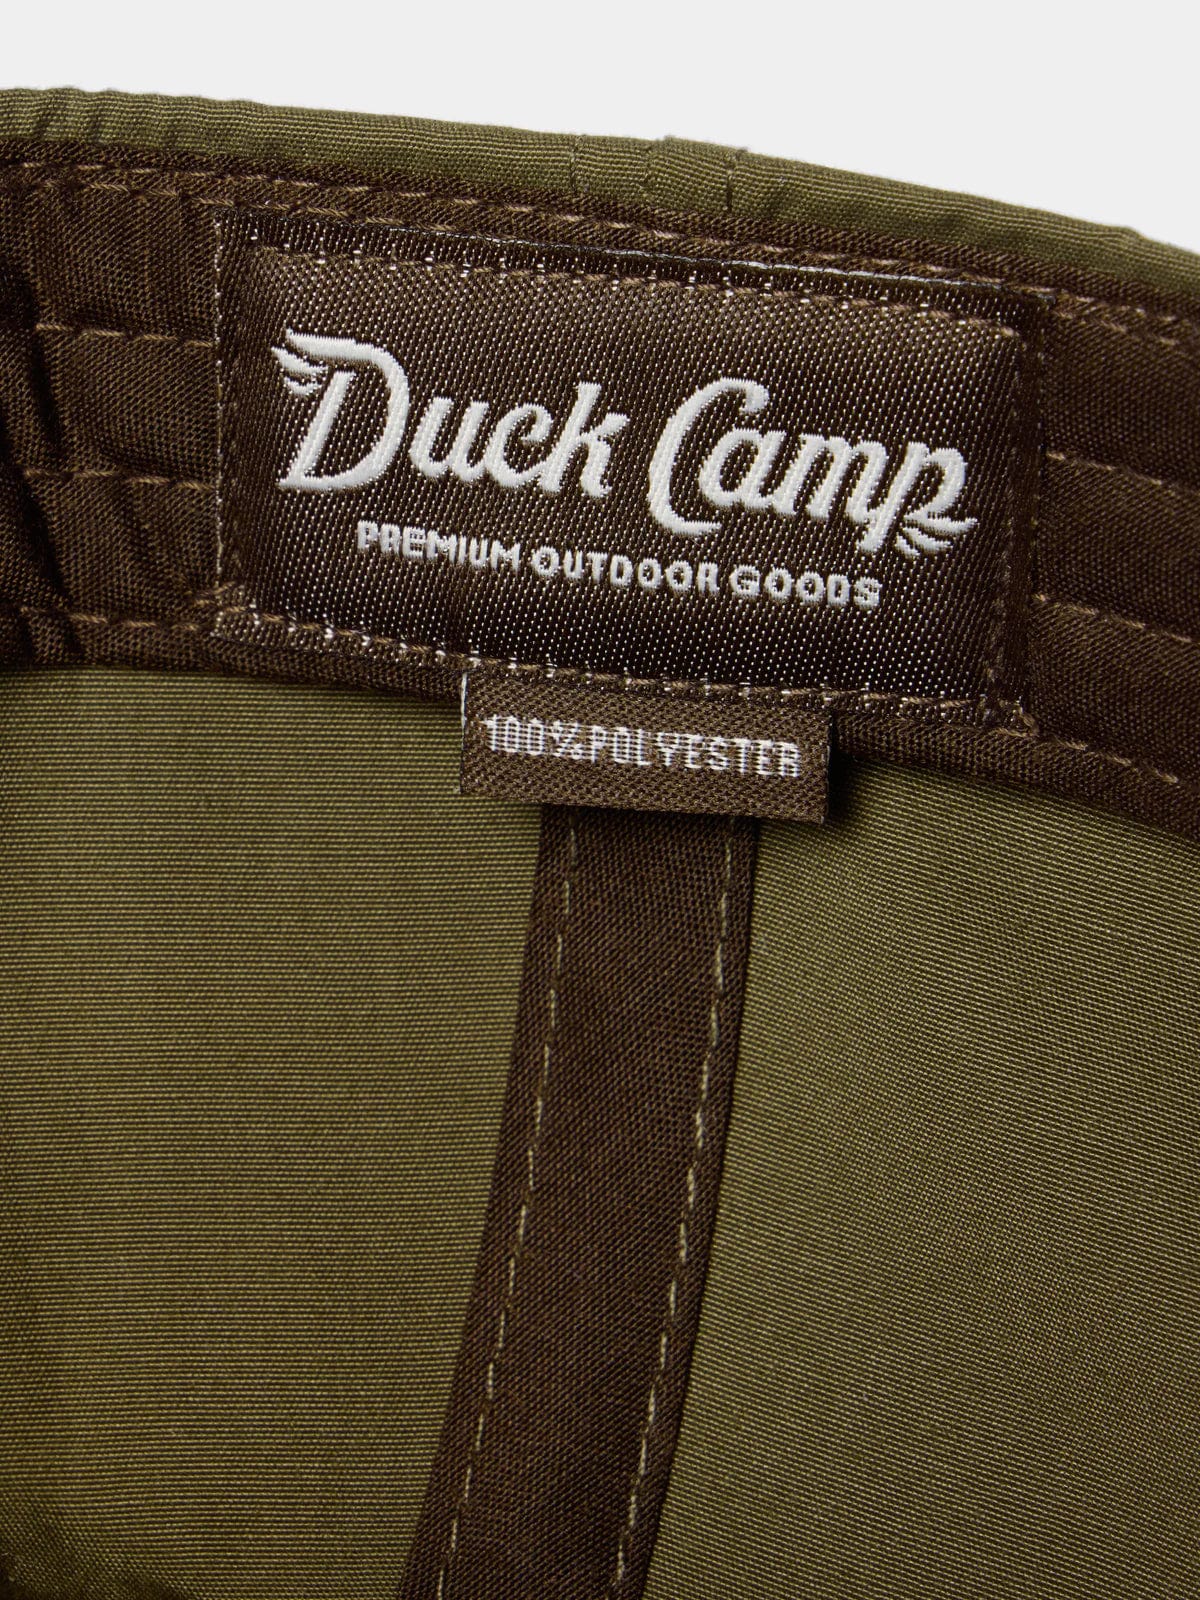 Duck Camp
PREMIUM OUTDOOR GOODS
100% POLYESTER